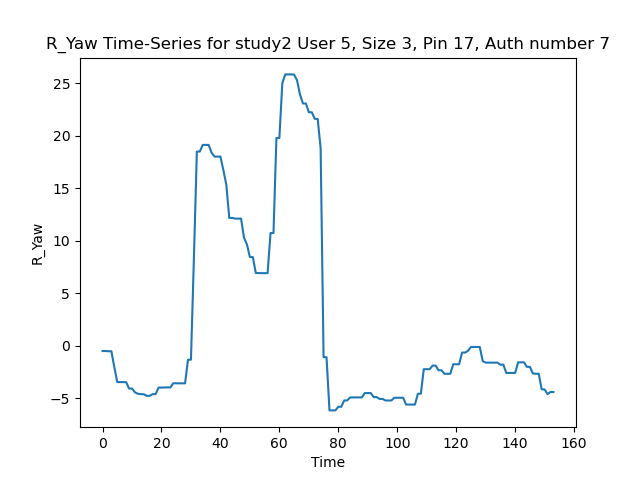 R_Yaw Time-Series for study2 User 5, Size 3, Pin 17, Auth number 7
25
20
15
10
5
0
−5
R_Yaw
0 20 40 60 80 100 120 140 160
Time